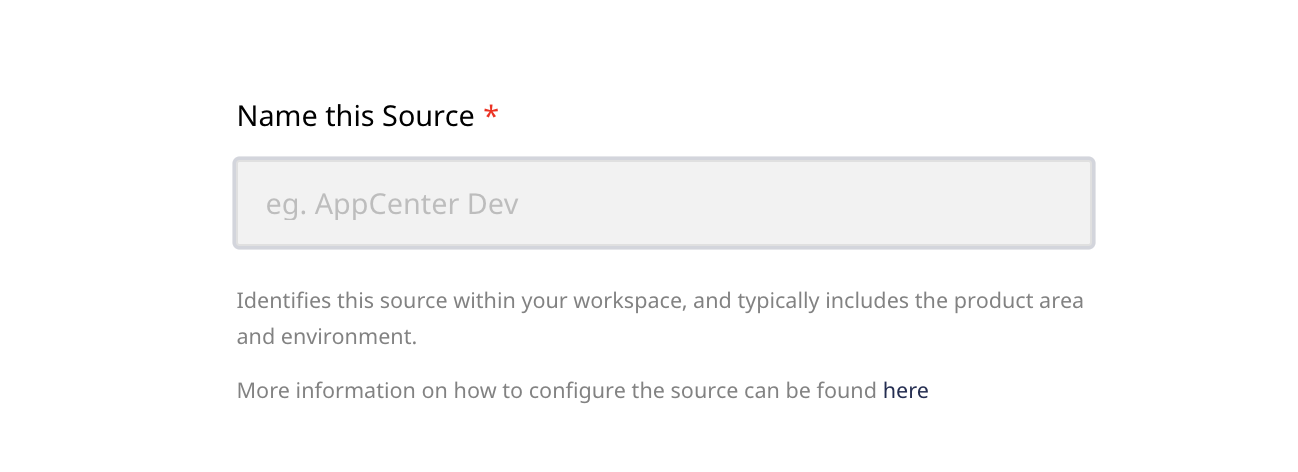 Name this Source *
eg. AppCenter Dev
Identifies this source within your workspace, and typically includes the product area
and environment.
More information on how to configure the source can be found here